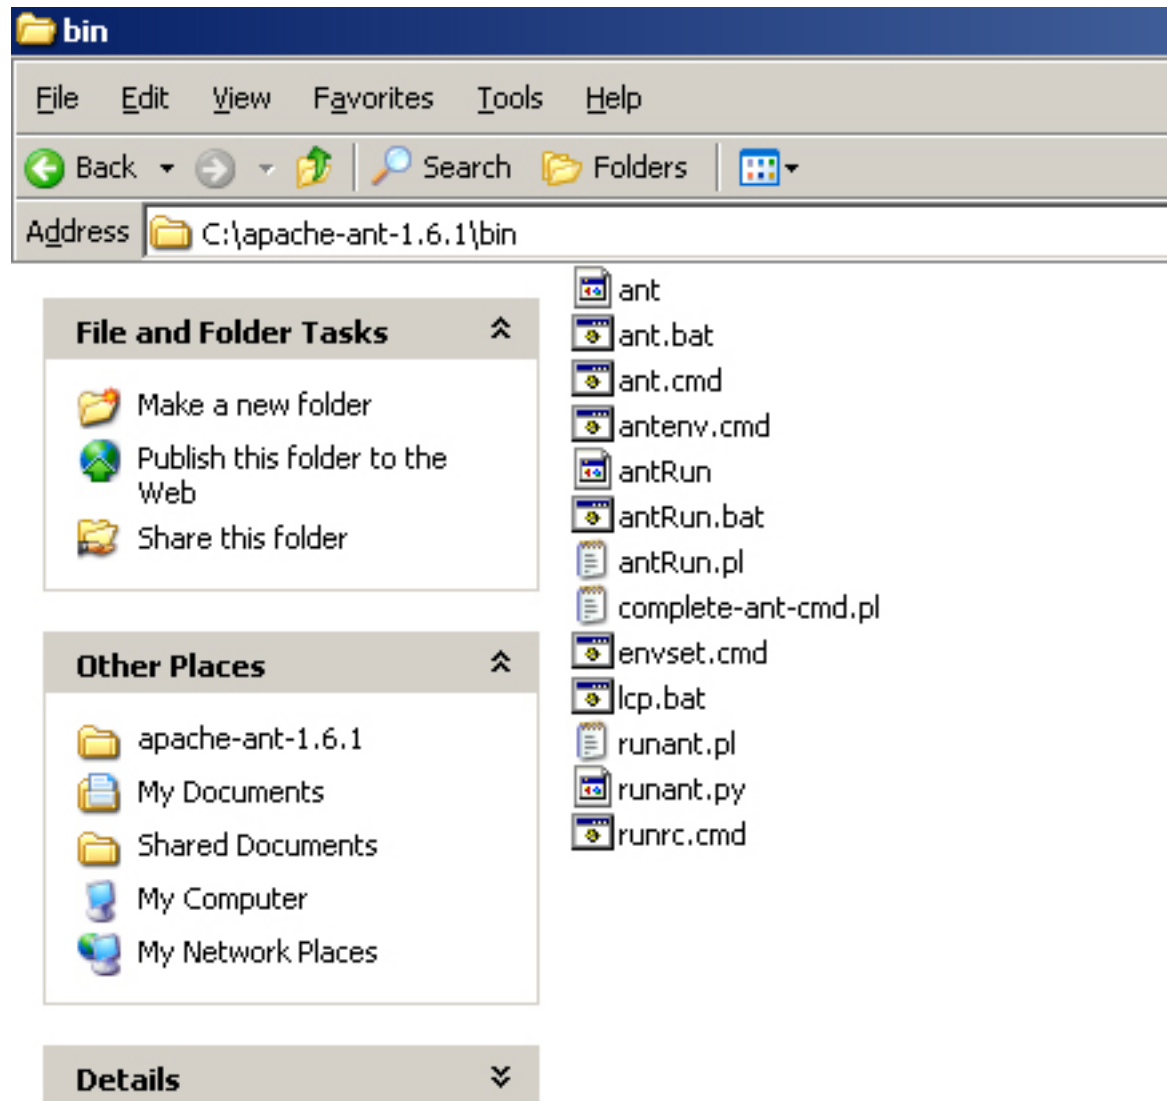 bin
File Edit View Favorites Tools Help
Back Search Folders
Address C:\apache-ant-1.6.1\bin
File and Folder Tasks
Make a new folder
Publish this folder to the
Web
Share this folder
Other Places
apache-ant-1.6.1
My Documents
Shared Documents
My Computer
My Network Places
Details
ant
ant.bat
ant.cmd
antenv.cmd
antRun
antRun.bat
antRun.pl
complete-ant-cmd.pl
envset.cmd
lcp.bat
runant.pl
runant.py
runrc.cmd